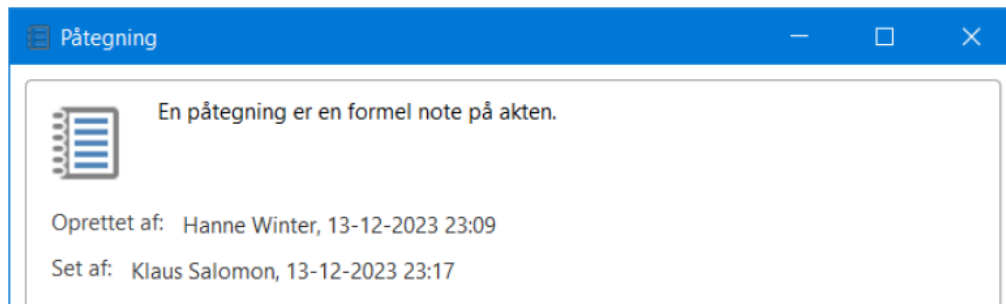 Påtegning
En påtegning er en formel note på akten.
Oprettet af: Hanne Winter, 13-12-2023 23:09
Set af: Klaus Salomon, 13-12-2023 23:17